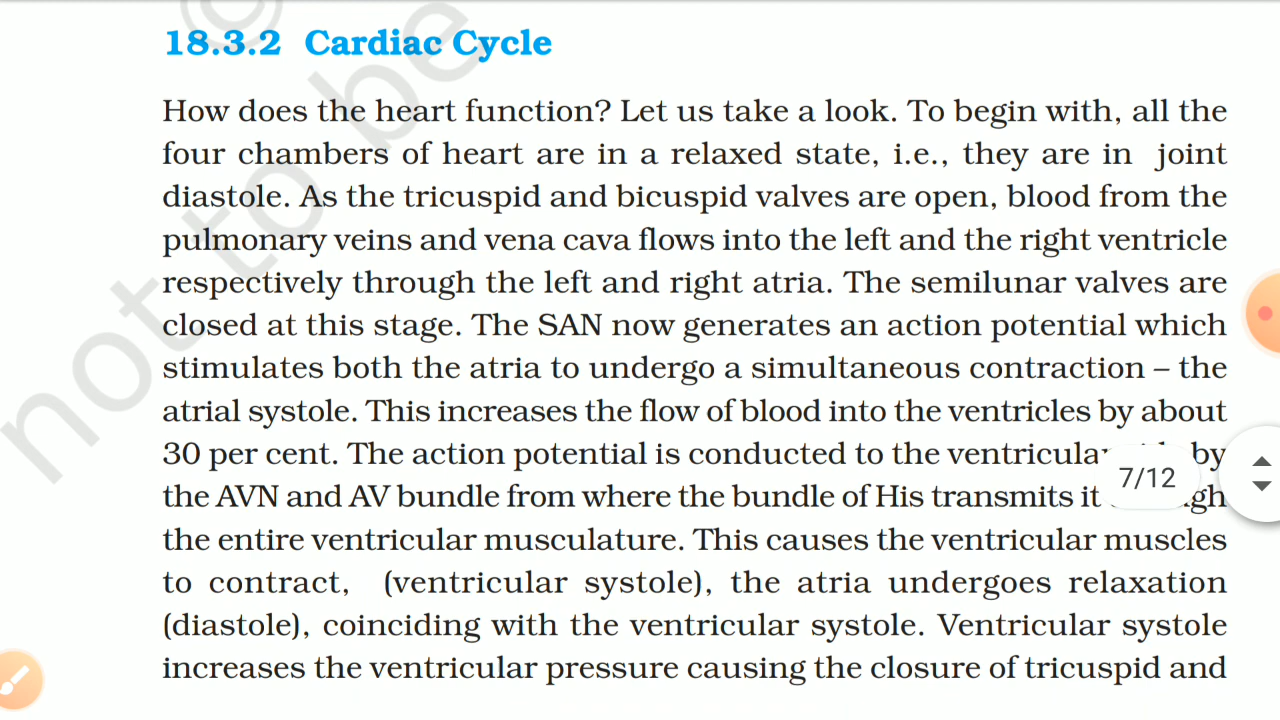 18.3.2 Cardiac Cycle
How does the heart function? Let us take a look. To begin with, all the
four chambers of heart are in a relaxed state, i.e., they are in joint
diastole. As the tricuspid and bicuspid valves are open, blood from the
pulmonary veins and vena cava flows into the left and the right ventricle
respectively through the left and right atria. The semilunar valves are
closed at this stage. The SAN now generates an action potential which
stimulates both the atria to undergo a simultaneous contraction – the
atrial systole. This increases the flow of blood into the ventricles by about
30 per cent. The action potential is conducted to the by
7/12
the AVN and AV bundle from where the bundle of His transmits it
the entire ventricular musculature. This causes the ventricular muscles
to contract, (ventricular systole), the atria undergoes relaxation
(diastole), coinciding with the ventricular systole. Ventricular systole
increases the ventricular pressure causing the closure of tricuspid and
© not to be